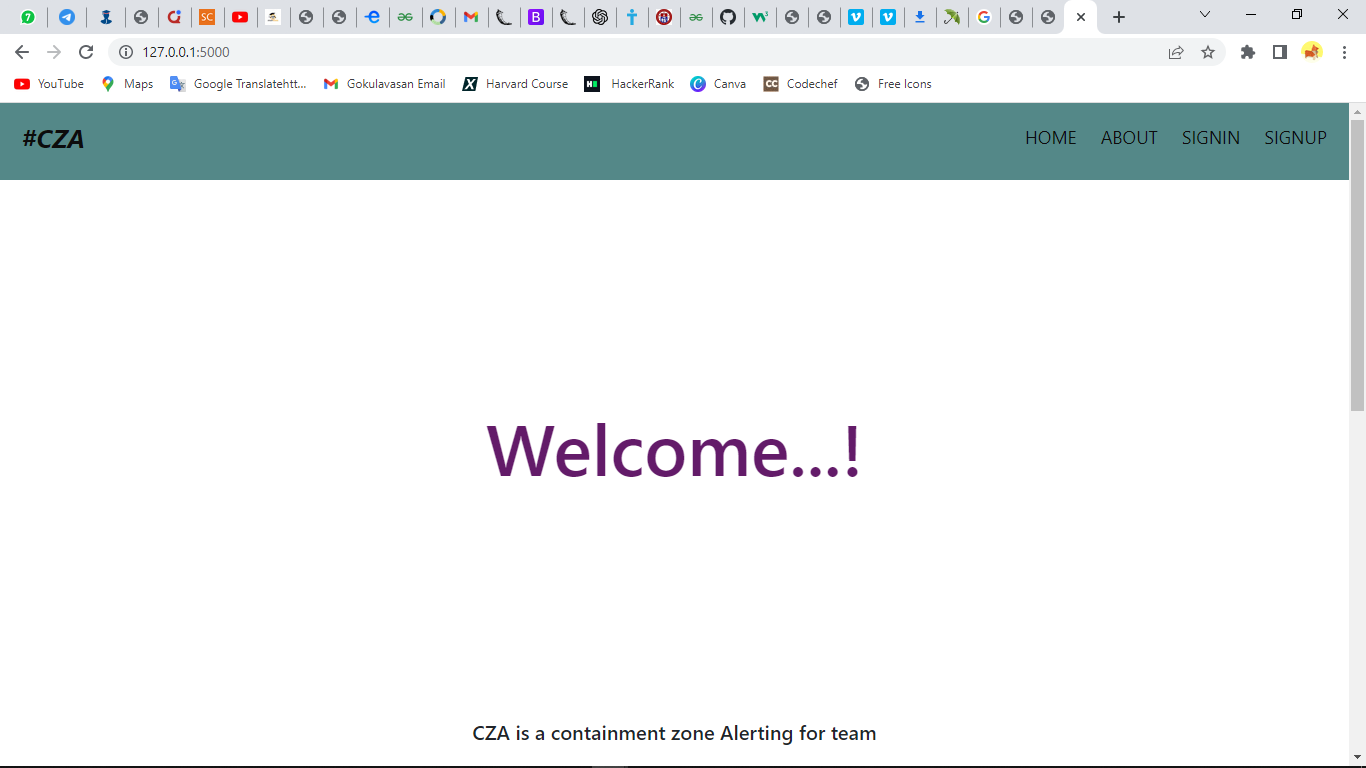 127.0.0.1:5000
YouTube Maps Google Translatehtt... Gokulavasan Email Harvard Course HackerRank Canva Codechef Free Icons
#CZA HOME ABOUT SIGNIN SIGNUP
Welcome...!
CZA is a containment zone Alerting for team